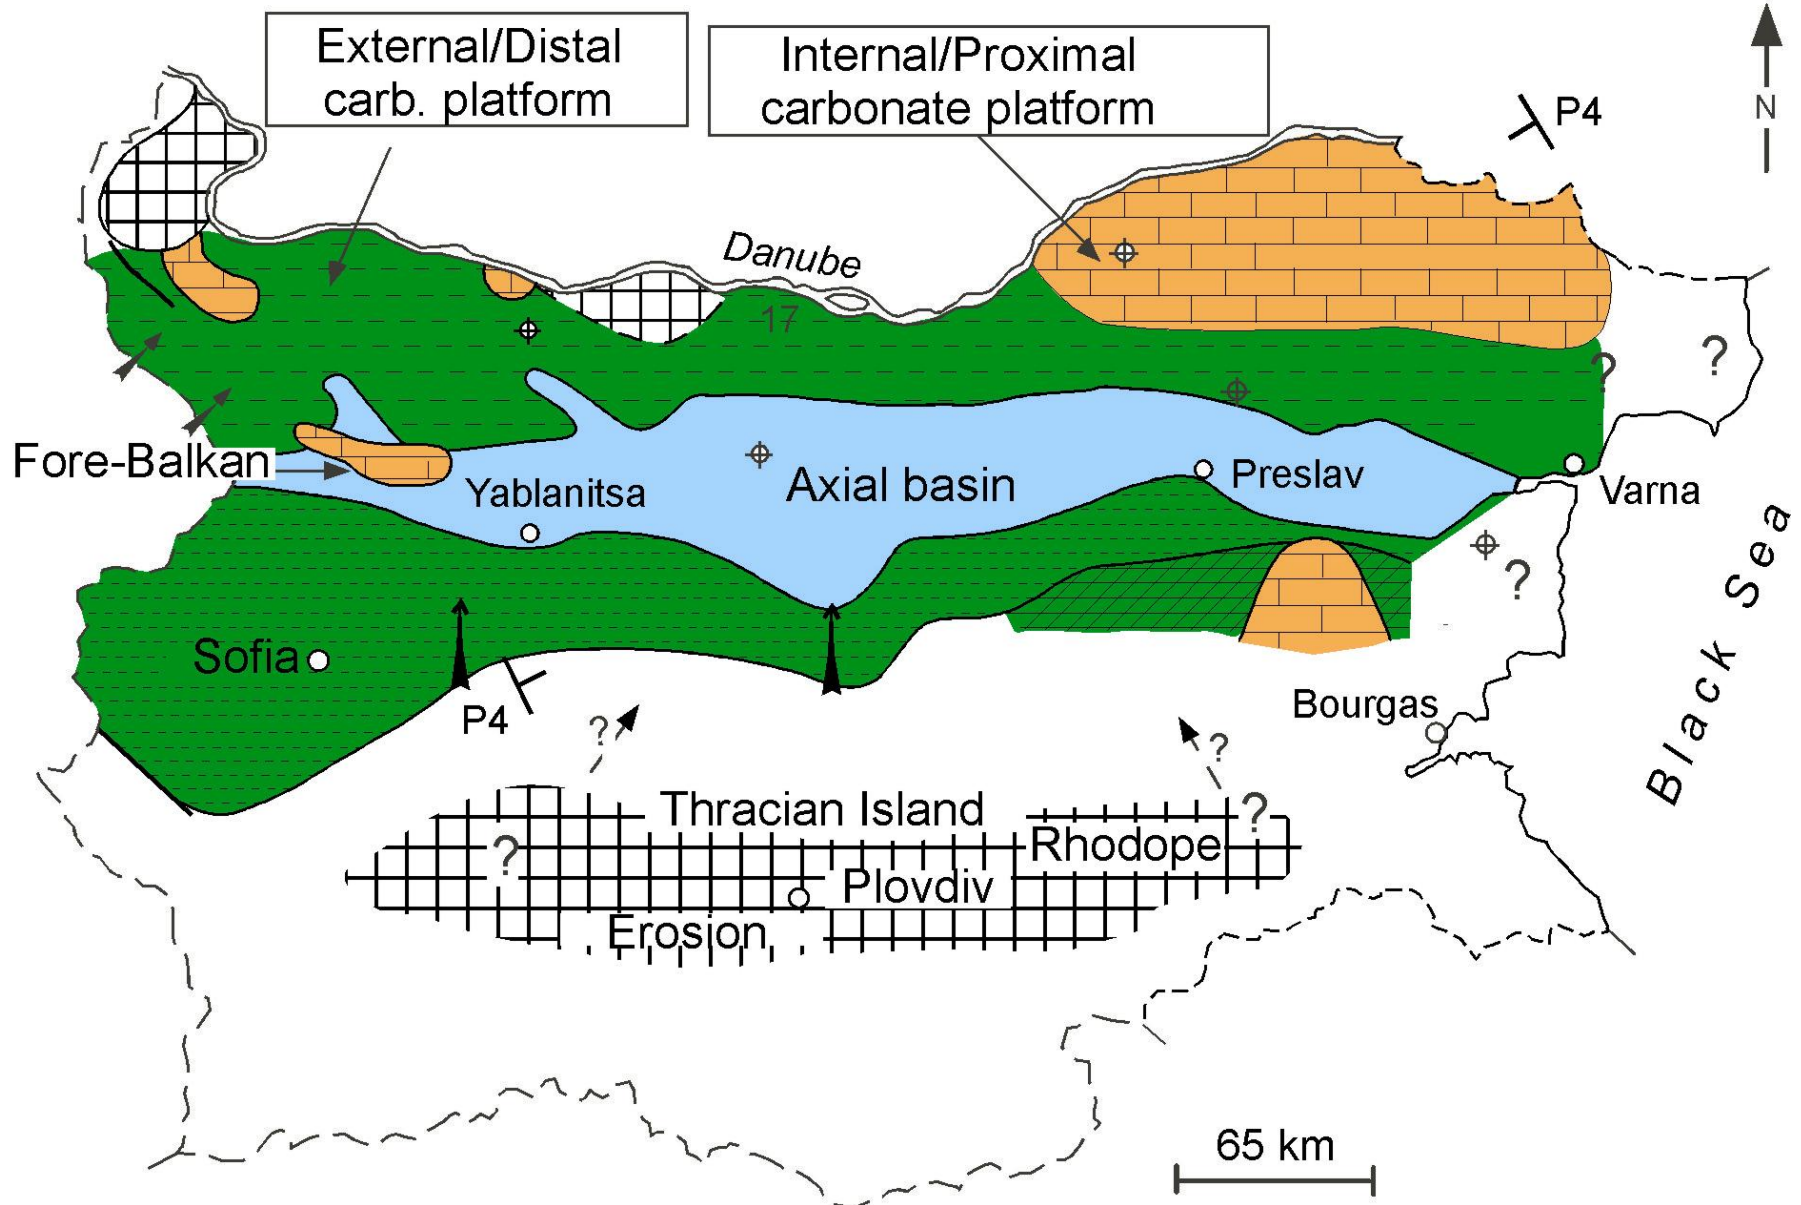 External/Distal
carb. platform
Internal/Proximal
carbonate platform
P4
N
Danube
17
?
?
Fore-Balkan
Yablanitsa
Axial basin
Preslav
Varna
?
Black Sea
Sofia
P4
Bourgas
?
?
Thracian Island
?
Rhodope
?
Plovdiv
Erosion
65 km